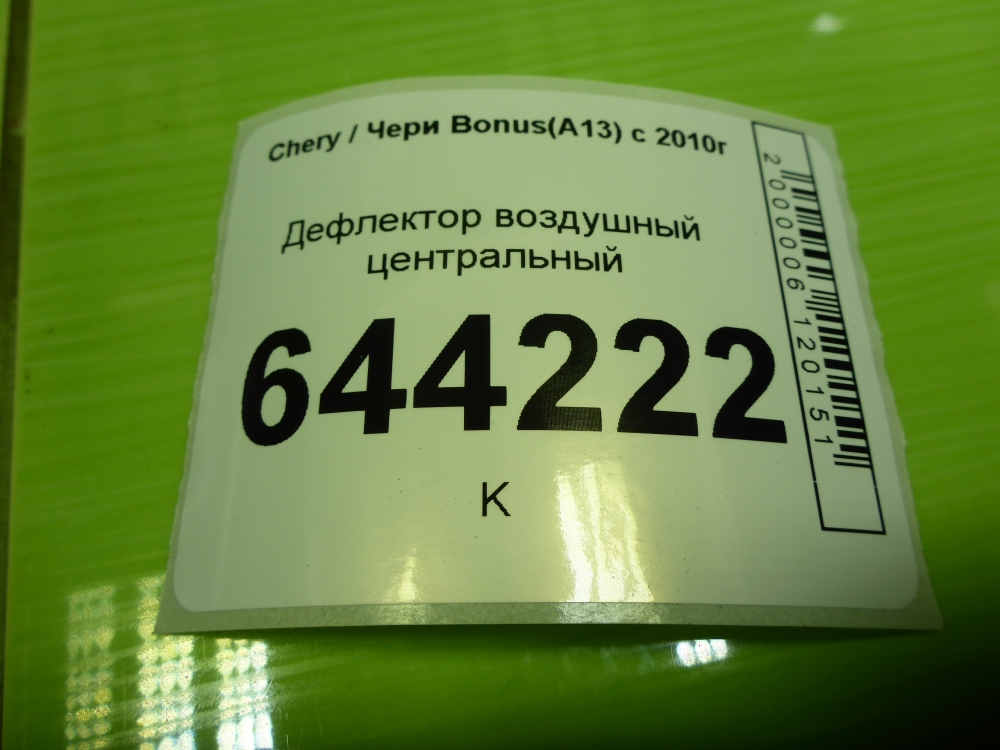 Chery / Чери Bonus(A13) с 2010г
Дефлектор воздушный
центральный
644222
К
2000006120151